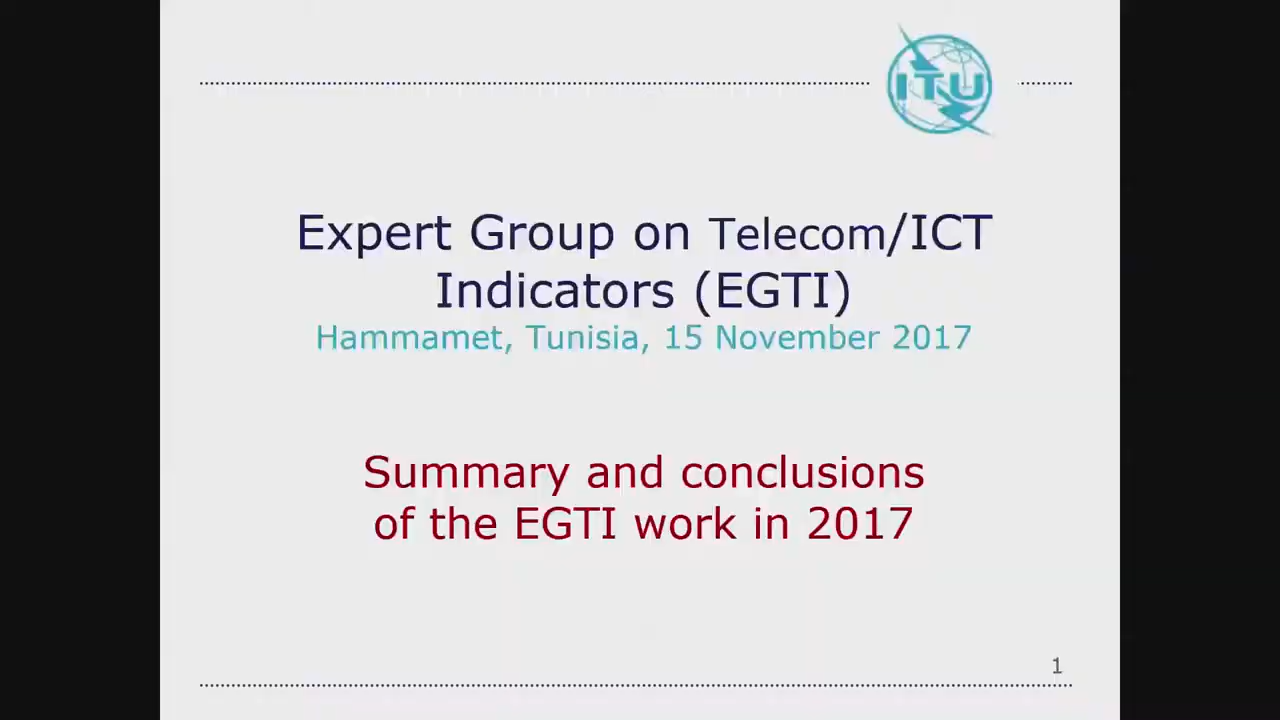 ITU
Expert Group on Telecom/ICT
Indicators (EGTI)
Hammamet, Tunisia, 15 November 2017
Summary and conclusions
of the EGTI work in 2017
1